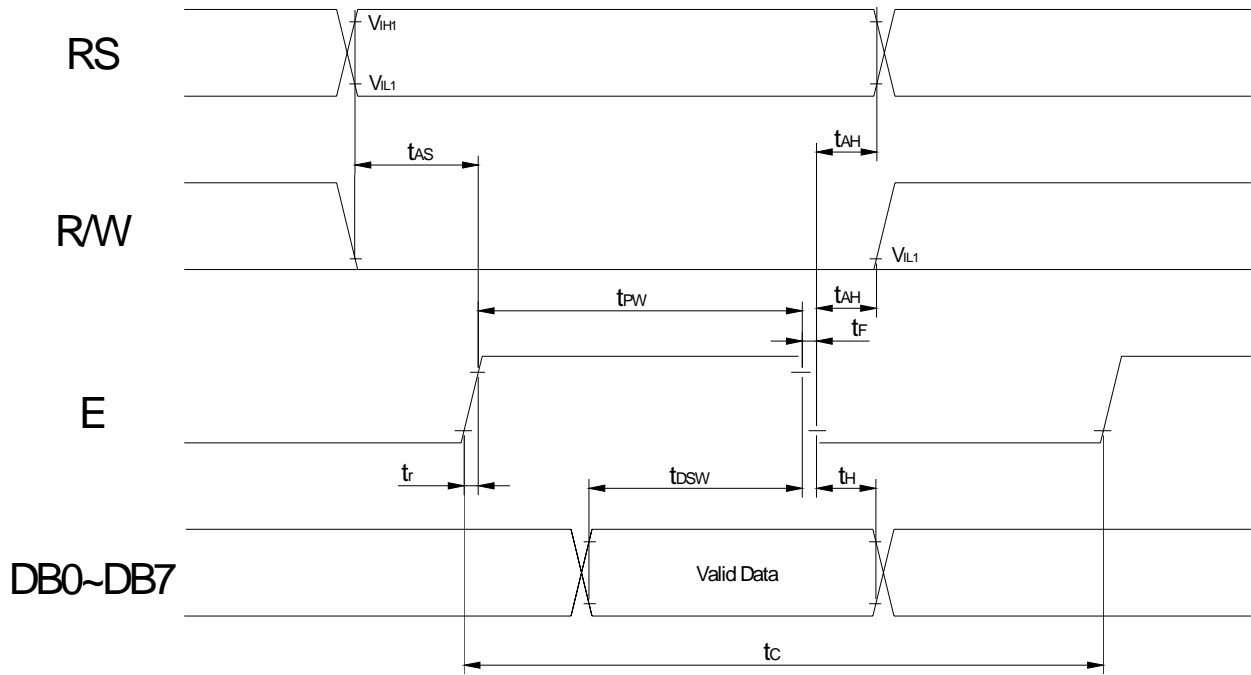 RS
VIH1
VIL1
tAS
tAH
R/W
VIL1
tPW
tAH
tF
E
tr
tDSW
tH
DB0~DB7
Valid Data
tC